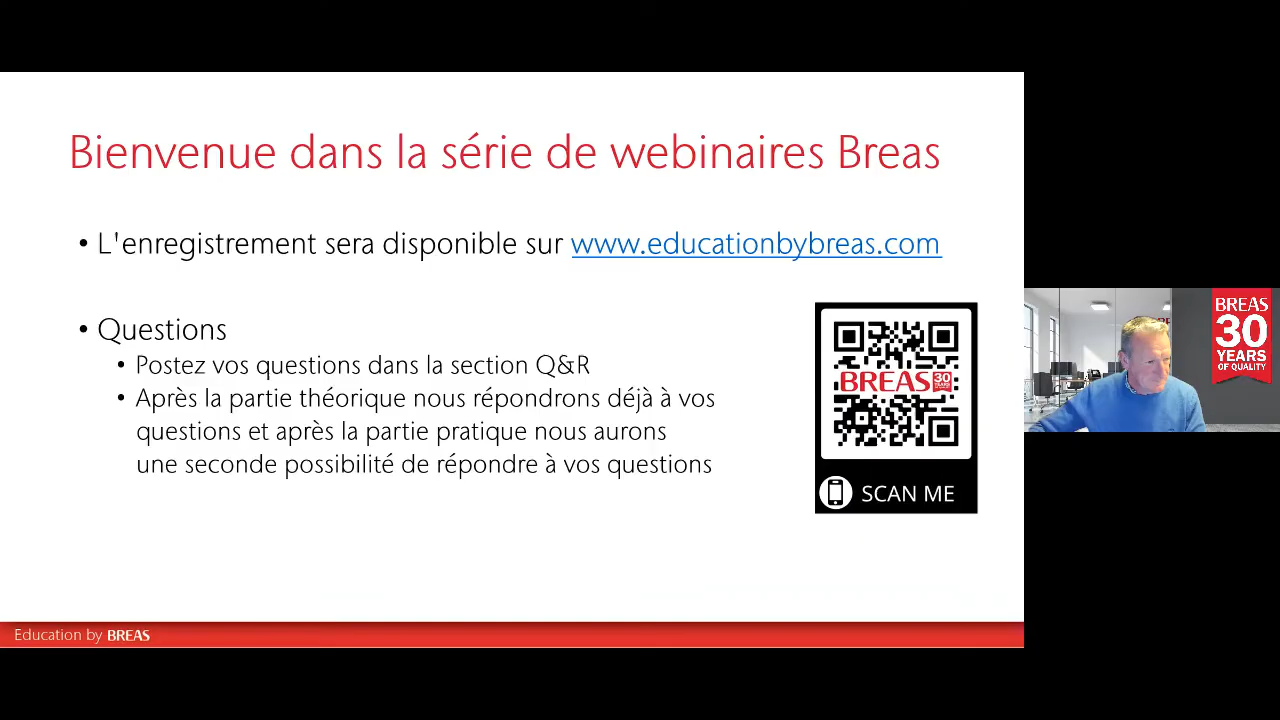 Bienvenue dans la série de webinaires Breas
• L'enregistrement sera disponible sur www.educationbybreas.com
• Questions
• Postez vos questions dans la section Q&R
• Après la partie théorique nous répondrons déjà à vos
questions et après la partie pratique nous aurons
une seconde possibilité de répondre à vos questions
BREAS 30 YEARS
SCAN ME
BREAS
30
YEARS
OF QUALITY
Education by BREAS